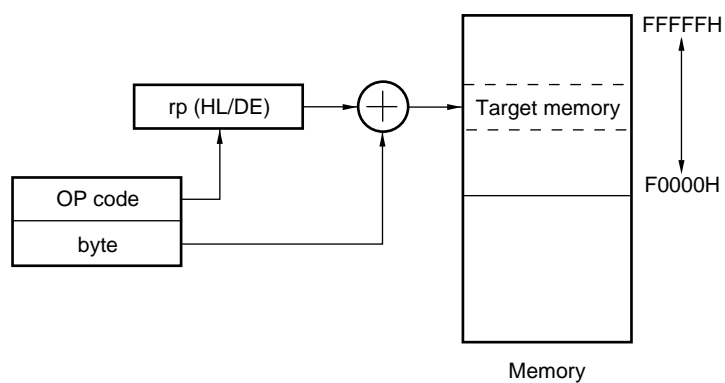 FFFFFH
rp (HL/DE)
Target memory
OP code
F0000H
byte
Memory